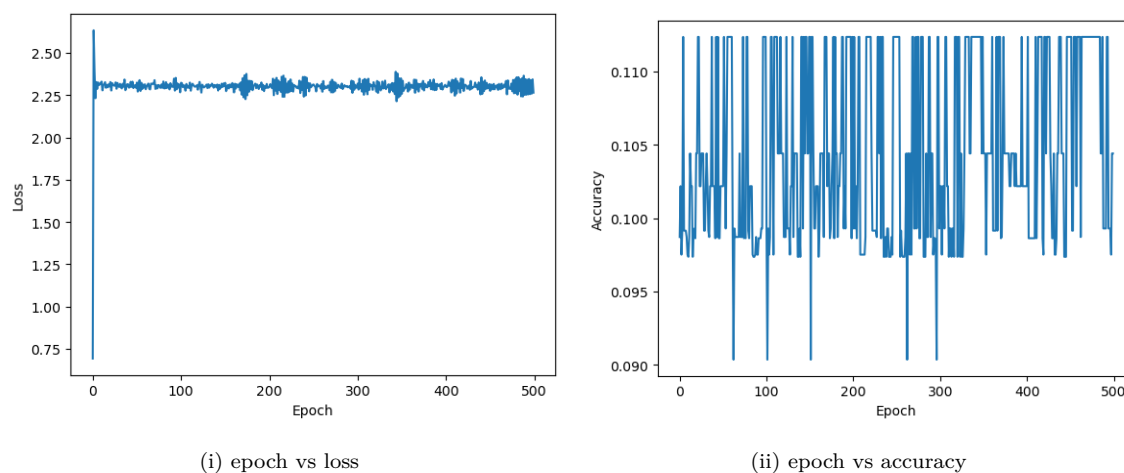 2.50
2.25
2.00
1.75
1.50
1.25
1.00
0.75
Loss
0 100 200 300 400 500
Epoch
(i) epoch vs loss
0.110
0.105
0.100
0.095
0.090
Accuracy
0 100 200 300 400 500
Epoch
(ii) epoch vs accuracy